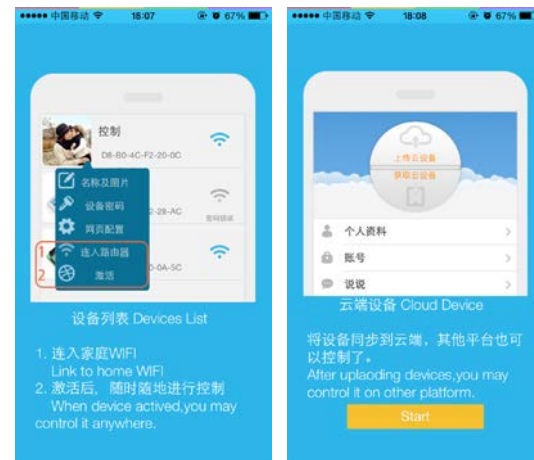 中国移动
18:07
67%
控制
D8-B0-4C-F2-20-0C
名称及图片
设备密码
2-28-AC
密码错误
网页配置
1
连入路由器
2
激活
0-0A-5C
设备列表 Devices List
1. 连入家庭WIFI
Link to home WIFI
2. 激活后，随时随地进行控制
When device actived,you may
control it anywhere.
中国移动
18:08
67%
上传云设备
获取云设备
个人资料
账号
说说
云端设备 Cloud Device
将设备同步到云端，其他平台也可
以控制了。
After uplaoding devices,you may
control it on other platform.
Start